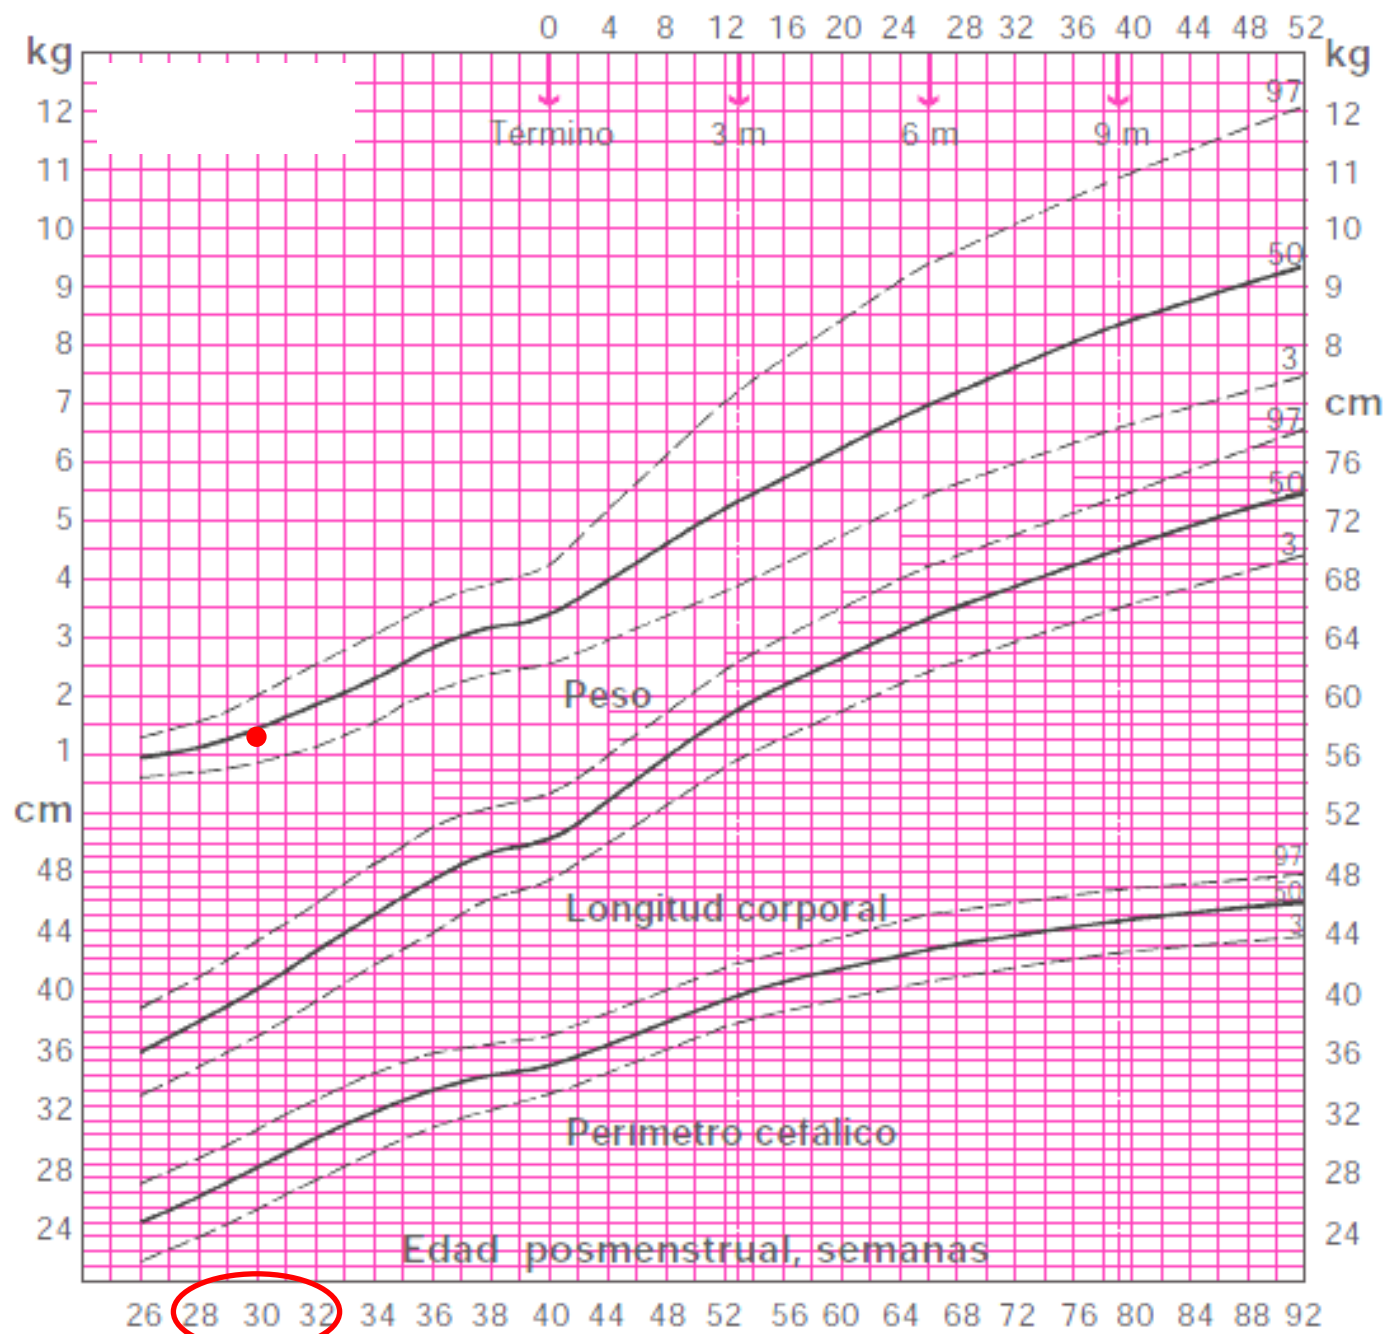 0 4 8 12 16 20 24 28 32 36 40 44 48 52
kg kg
97
12 12
Termino 3 m 6 m 9 m
11 11
10 10
50
9 9
8 8
3
7 cm
97
6 76
50
5 72
3
4 68
3 64
2 Peso 60
1 56
cm 52
97
48 48
50
Longitud corporal
3
44 44
40 40
36 36
32 32
Perímetro cefálico
28 28
24 24
Edad posmenstrual, semanas
26 28 30 32 34 36 38 40 44 48 52 56 60 64 68 72 76 80 84 88 92